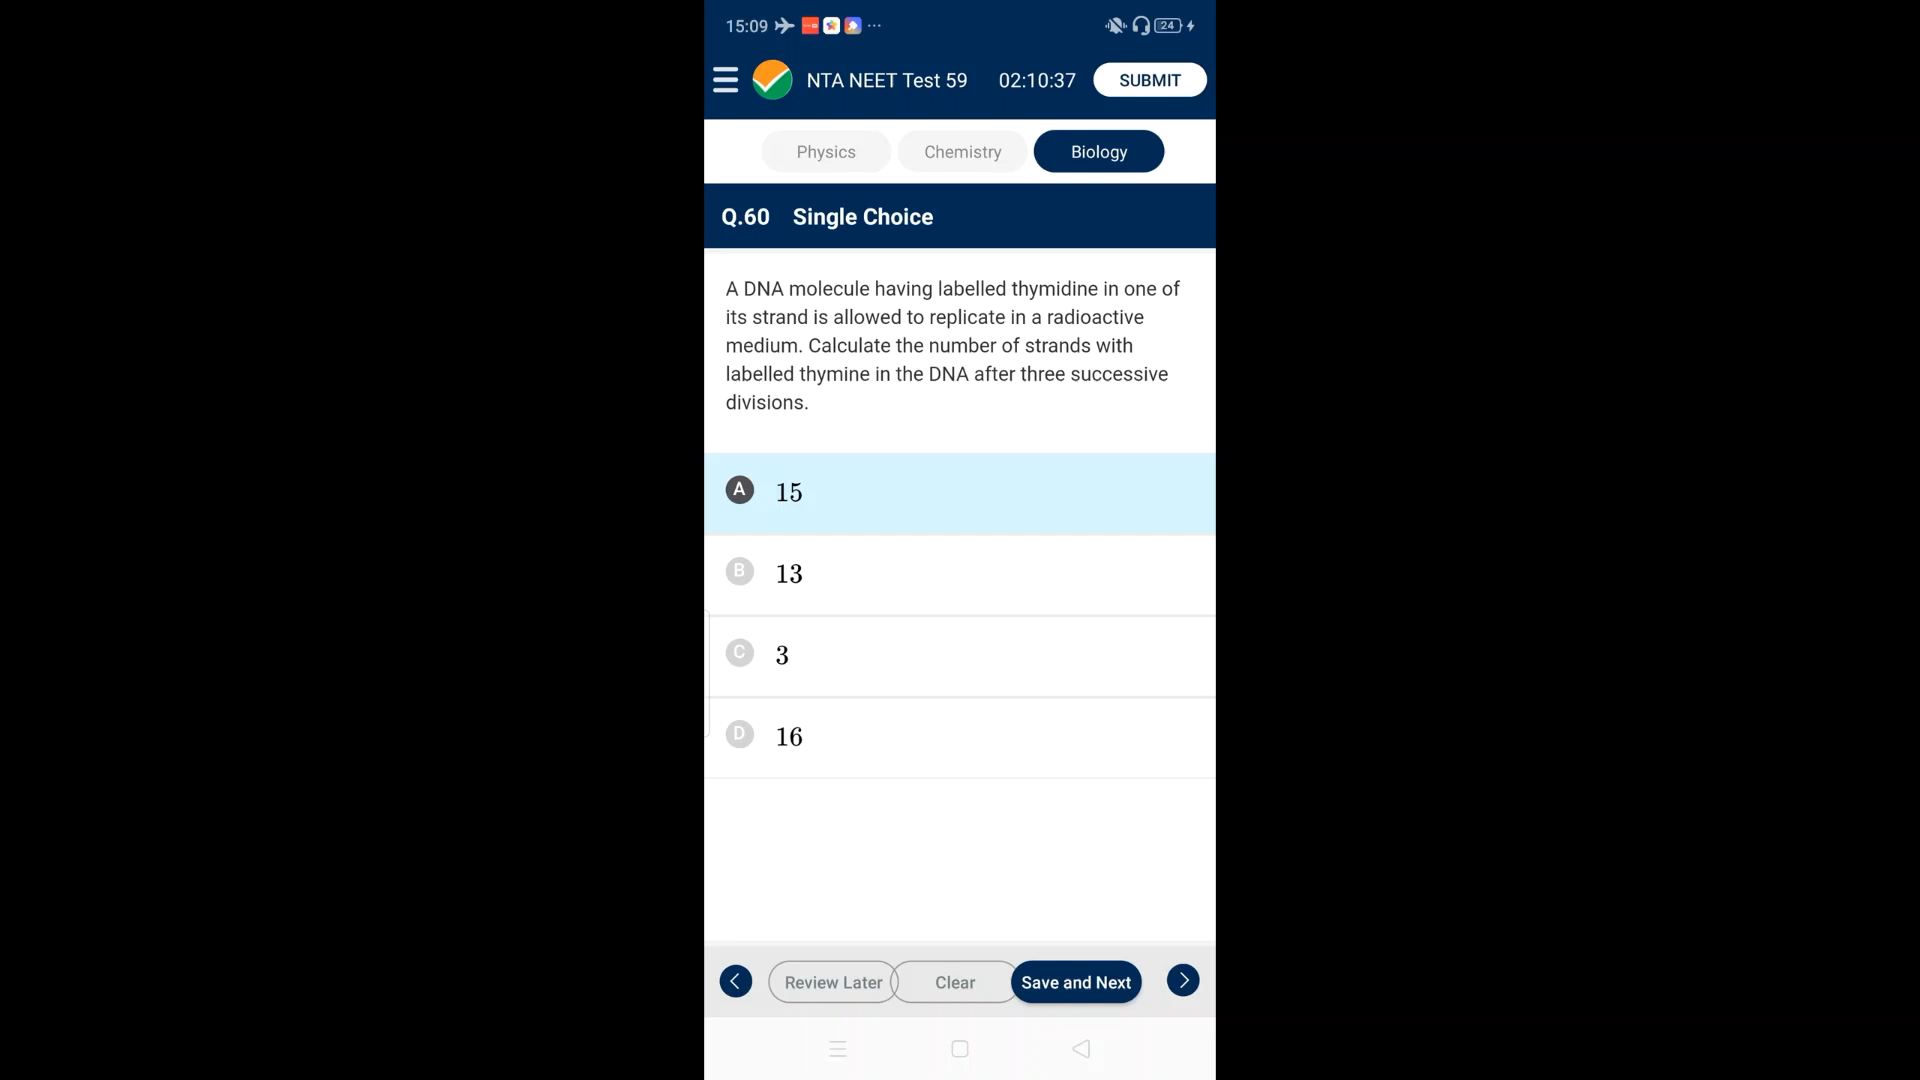 15:09 ··· 24
NTA NEET Test 59 02:10:37 SUBMIT
Physics Chemistry Biology
Q.60 Single Choice
A DNA molecule having labelled thymidine in one of
its strand is allowed to replicate in a radioactive
medium. Calculate the number of strands with
labelled thymine in the DNA after three successive
divisions.
A 15
B 13
C 3
D 16
Review Later Clear Save and Next